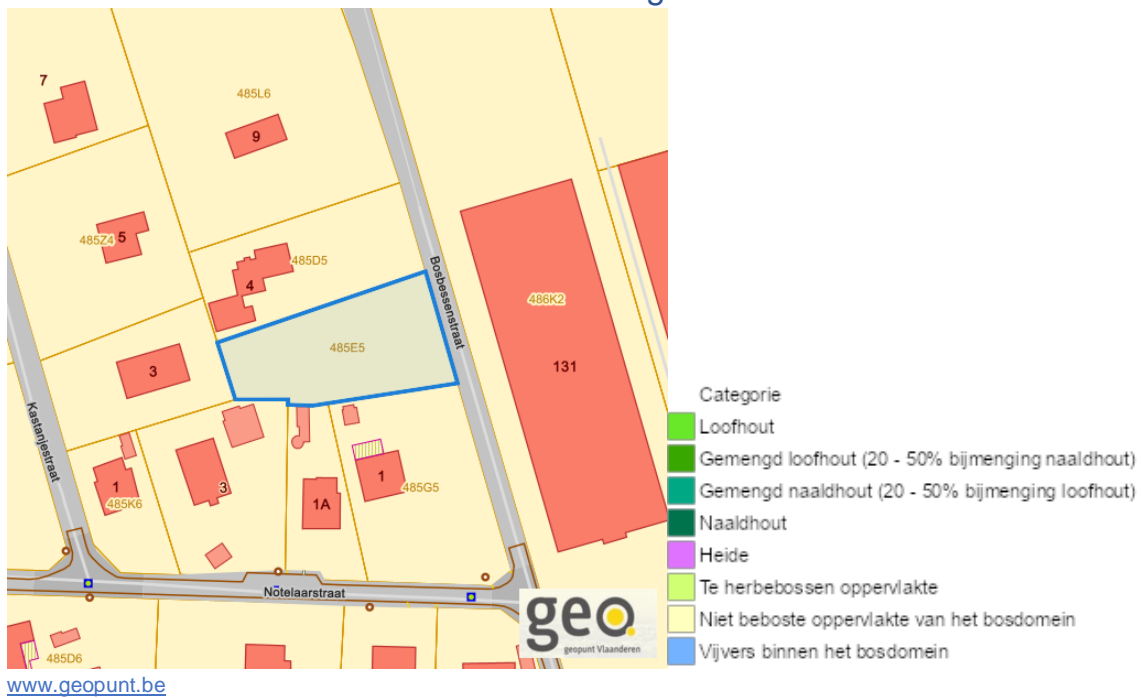 7
485L6
9
485Z4 5
485D5
4
Bosbessenstraat
486K2
485E5
3
131
Kastanjestraat
1
485K6
3
1A
1
485G5
Notelaarstraat
geo
geopunt Vlaanderen
485D6
Categorie
Loofhout
Gemengd loofhout (20 - 50% bijmenging naaldhout)
Gemengd naaldhout (20 - 50% bijmenging loofhout)
Naaldhout
Heide
Te herbebossen oppervlakte
Niet beboste oppervlakte van het bosdomein
Vijvers binnen het bosdomein
www.geopunt.be